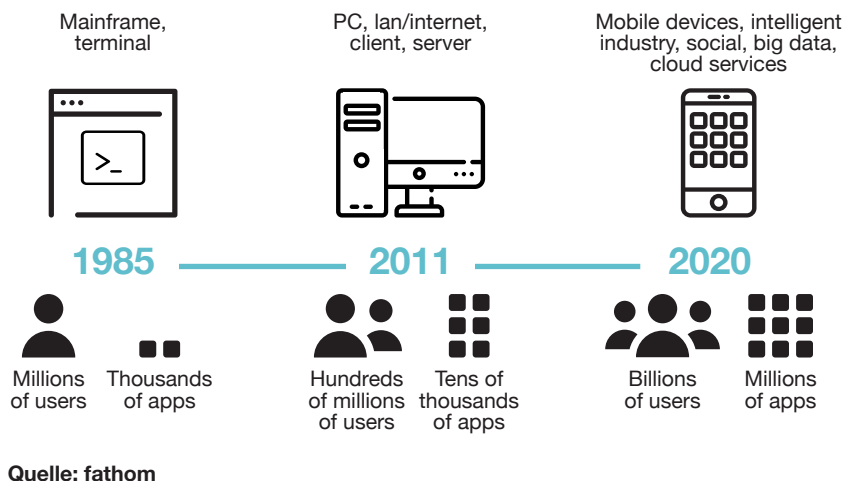 Mainframe,
terminal
PC, lan/internet,
client, server
Mobile devices, intelligent
industry, social, big data,
cloud services
>_
1985
2011
2020
Millions
of users
Thousands
of apps
Hundreds
of millions
of users
Tens of
thousands
of apps
Billions
of users
Millions
of apps
Quelle: fathom